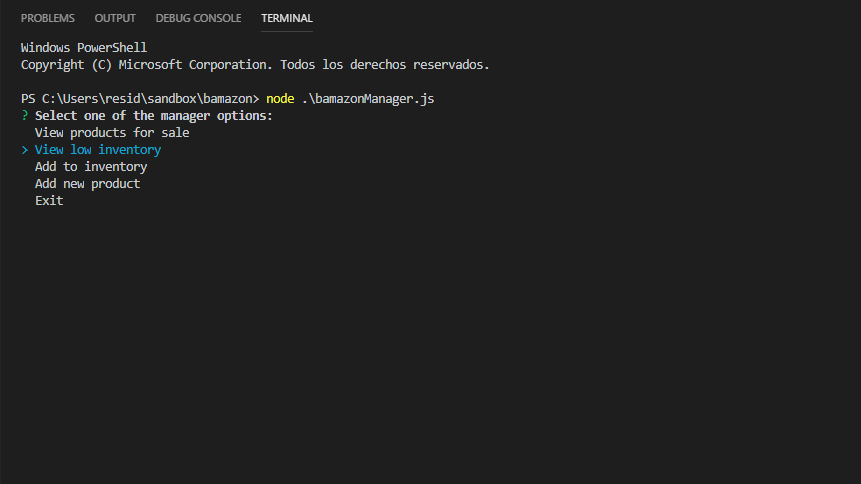 PROBLEMS OUTPUT DEBUG CONSOLE TERMINAL
Windows PowerShell
Copyright (C) Microsoft Corporation. Todos los derechos reservados.
PS C:\Users\resid\sandbox\bamazon> node .\bamazonManager.js
? Select one of the manager options:
View products for sale
> View low inventory
Add to inventory
Add new product
Exit